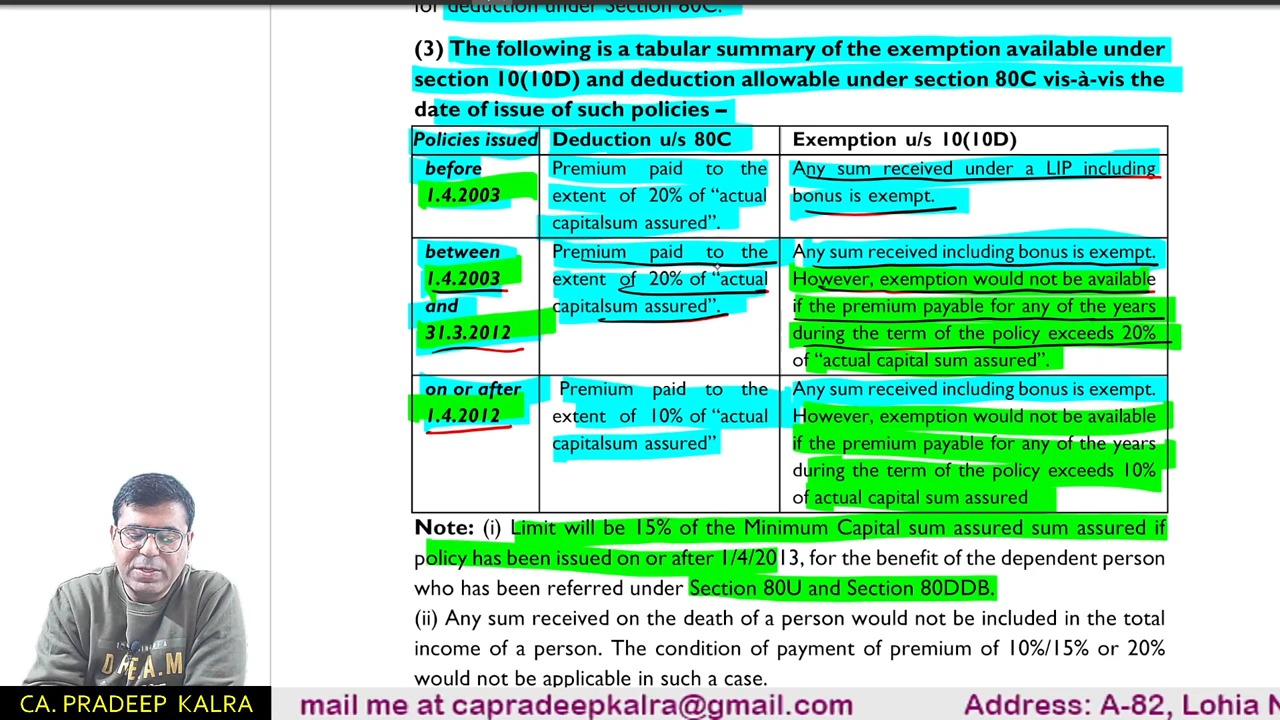 for deduction under Section 80C.
(3) The following is a tabular summary of the exemption available under
section 10(10D) and deduction allowable under section 80C vis-à-vis the
date of issue of such policies –
Policies issued
Deduction u/s 80C
Exemption u/s 10(10D)
before
1.4.2003
Premium paid to the
extent of 20% of “actual
capitalsum assured”.
Any sum received under a LIP including
bonus is exempt.
between
1.4.2003
and
31.3.2012
Premium paid to the
extent of 20% of “actual
capitalsum assured”.
Any sum received including bonus is exempt.
However, exemption would not be available
if the premium payable for any of the years
during the term of the policy exceeds 20%
of “actual capital sum assured”.
on or after
1.4.2012
Premium paid to the
extent of 10% of “actual
capitalsum assured”
Any sum received including bonus is exempt.
However, exemption would not be available
if the premium payable for any of the years
during the term of the policy exceeds 10%
of actual capital sum assured
Note: (i) Limit will be 15% of the Minimum Capital sum assured sum assured if
policy has been issued on or after 1/4/2013, for the benefit of the dependent person
who has been referred under Section 80U and Section 80DDB.
(ii) Any sum received on the death of a person would not be included in the total
income of a person. The condition of payment of premium of 10%/15% or 20%
would not be applicable in such a case.
DREAM
CA. PRADEEP KALRA
mail me at capradeepkalra@gmail.com
Address: A-82, Lohia